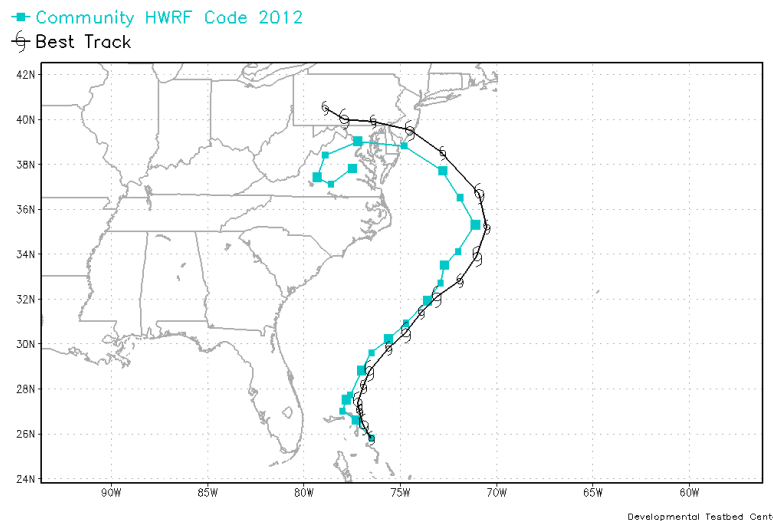 Community HWRF Code 2012
Best Track
42N
40N
38N
36N
34N
32N
30N
28N
26N
24N
90W 85W 80W 75W 70W 65W 60W
Developmental Testbed Cent